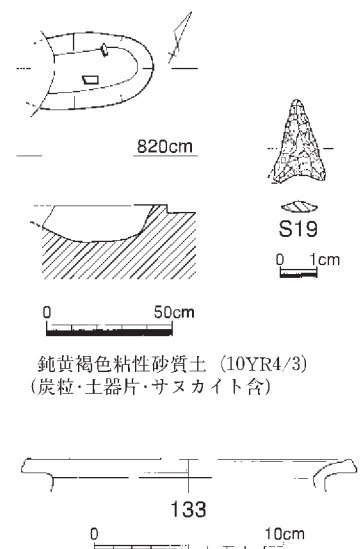 820cm
S19
0 1cm
0 50cm
鈍黄褐色粘性砂質土 (10YR4/3)
(炭粒・土器片・サヌカイト含)
133
0 10cm